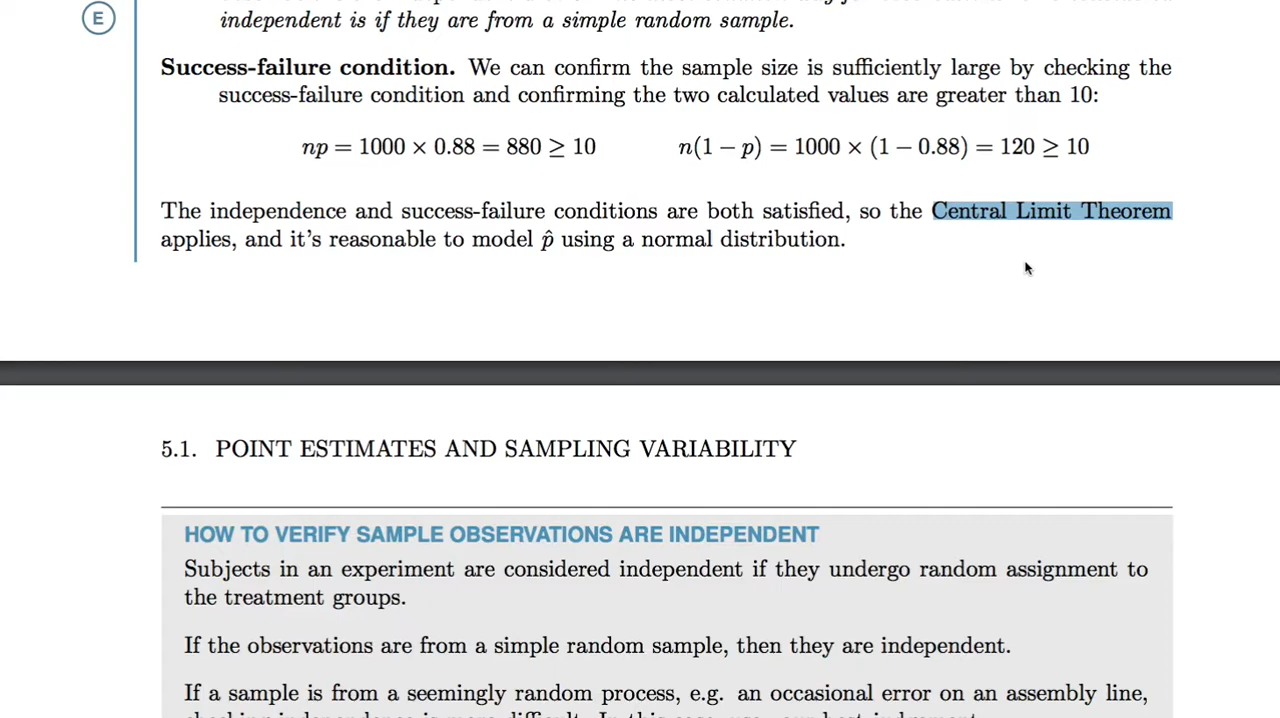 E
independent is if they are from a simple random sample.
Success-failure condition. We can confirm the sample size is sufficiently large by checking the
success-failure condition and confirming the two calculated values are greater than 10:
np = 1000 × 0.88 = 880 ≥ 10 n(1 − p) = 1000 × (1 − 0.88) = 120 ≥ 10
The independence and success-failure conditions are both satisfied, so the Central Limit Theorem
applies, and it's reasonable to model p̂ using a normal distribution.
5.1. POINT ESTIMATES AND SAMPLING VARIABILITY
HOW TO VERIFY SAMPLE OBSERVATIONS ARE INDEPENDENT
Subjects in an experiment are considered independent if they undergo random assignment to
the treatment groups.
If the observations are from a simple random sample, then they are independent.
If a sample is from a seemingly random process, e.g. an occasional error on an assembly line,